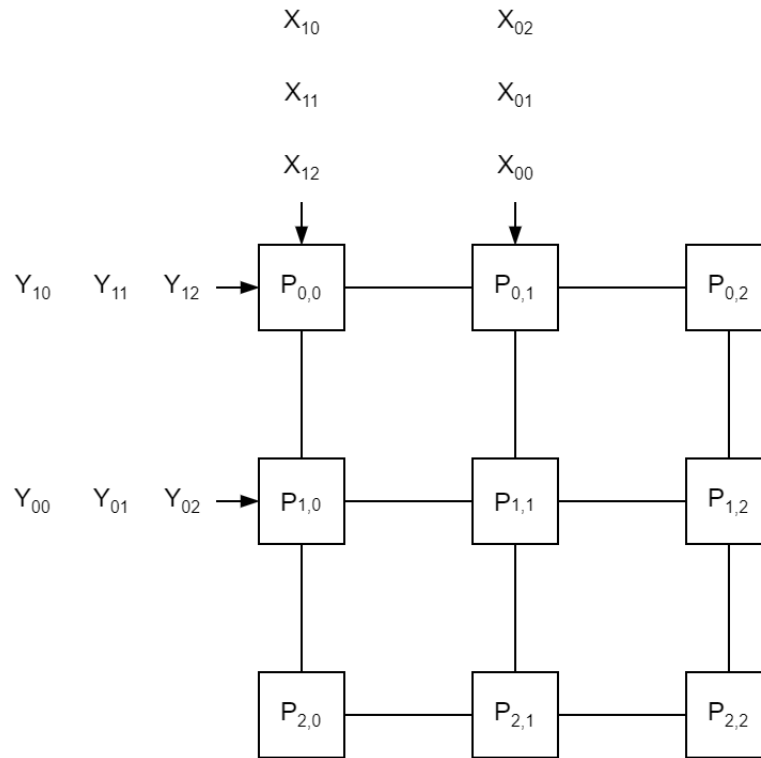 X₁₀ X₀₂
X₁₁ X₀₁
X₁₂ X₀₀
Y₁₀ Y₁₁ Y₁₂ P₀,₀ P₀,₁ P₀,₂
Y₀₀ Y₀₁ Y₀₂ P₁,₀ P₁,₁ P₁,₂
P₂,₀ P₂,₁ P₂,₂